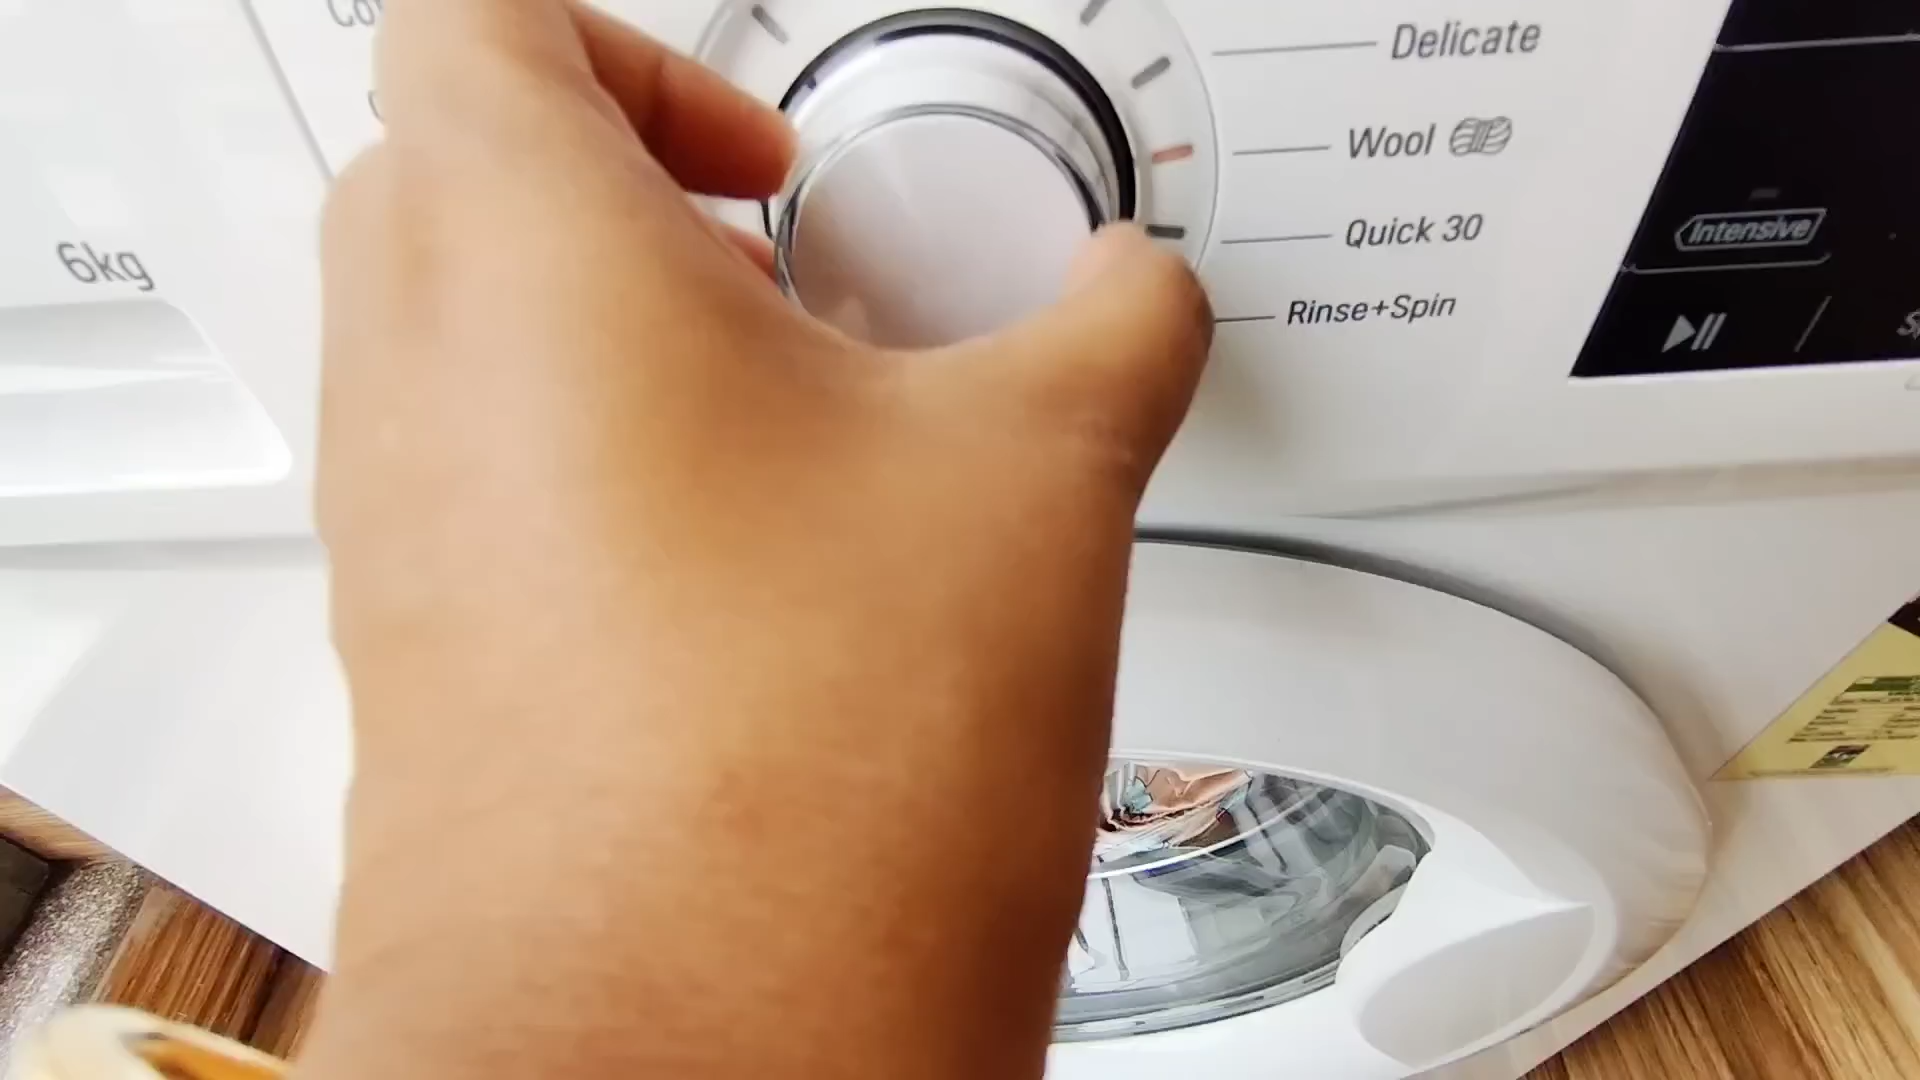 Delicate
Wool
Quick 30
Rinse+Spin
6kg
Intensive